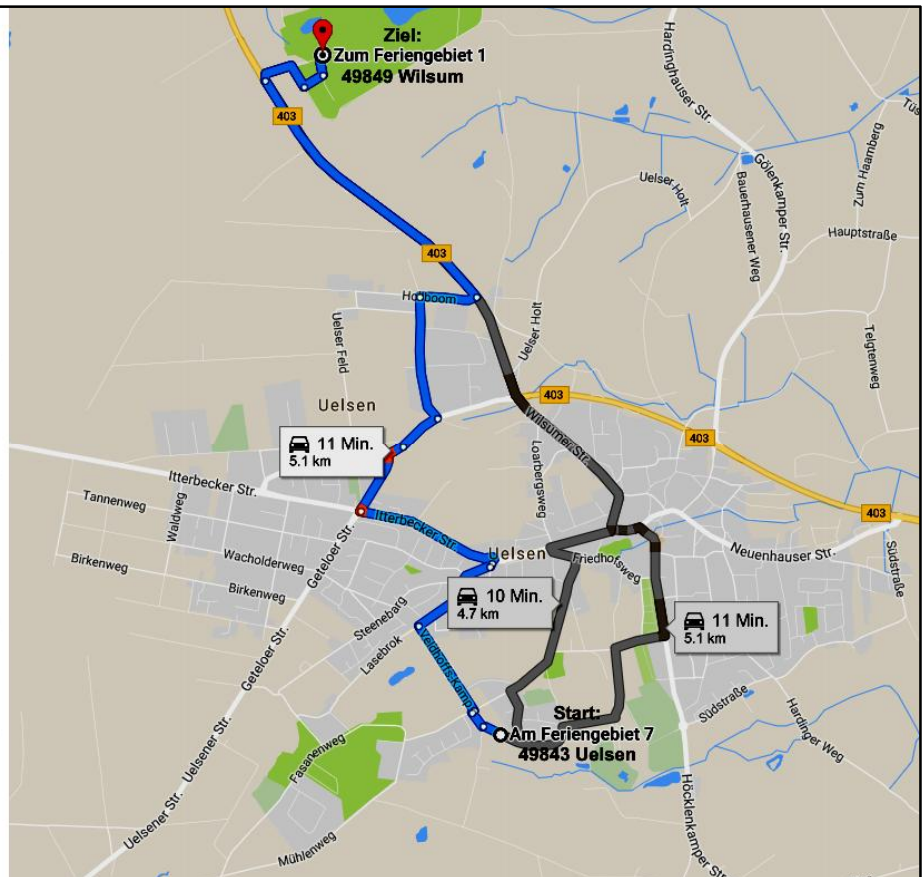 Ziel:
Zum Feriengebiet 1
49849 Wilsum
403
Hardinghauser Str.
Gölenkamper Str.
Bauerhausener Weg
Zum Haarnberg
Tüs
Hauptstraße
Telgtenweg
Uelser Holt
403
Holboom
Uelser Holt
Uelser Feld
Uelsen
403
Wilsumer Str.
Loarbergsweg
403
11 Min.
5.1 km
Itterbecker Str.
Tannenweg
Waldweg
Birkenweg
Wacholderweg
Birkenweg
Geteloer Str.
Itterbecker Str.
Uelsen
Friedhofsweg
Neuenhauser Str.
403
Südstraße
10 Min.
4.7 km
11 Min.
5.1 km
Steenebarg
Lasebrok
Veldhoffs Kamp
Start:
Am Feriengebiet 7
49843 Uelsen
Südstraße
Hardinger Weg
Höcklenkamper Str.
Fasanenweg
Uelsener Str.
Uelsener Str.
Mühlenweg